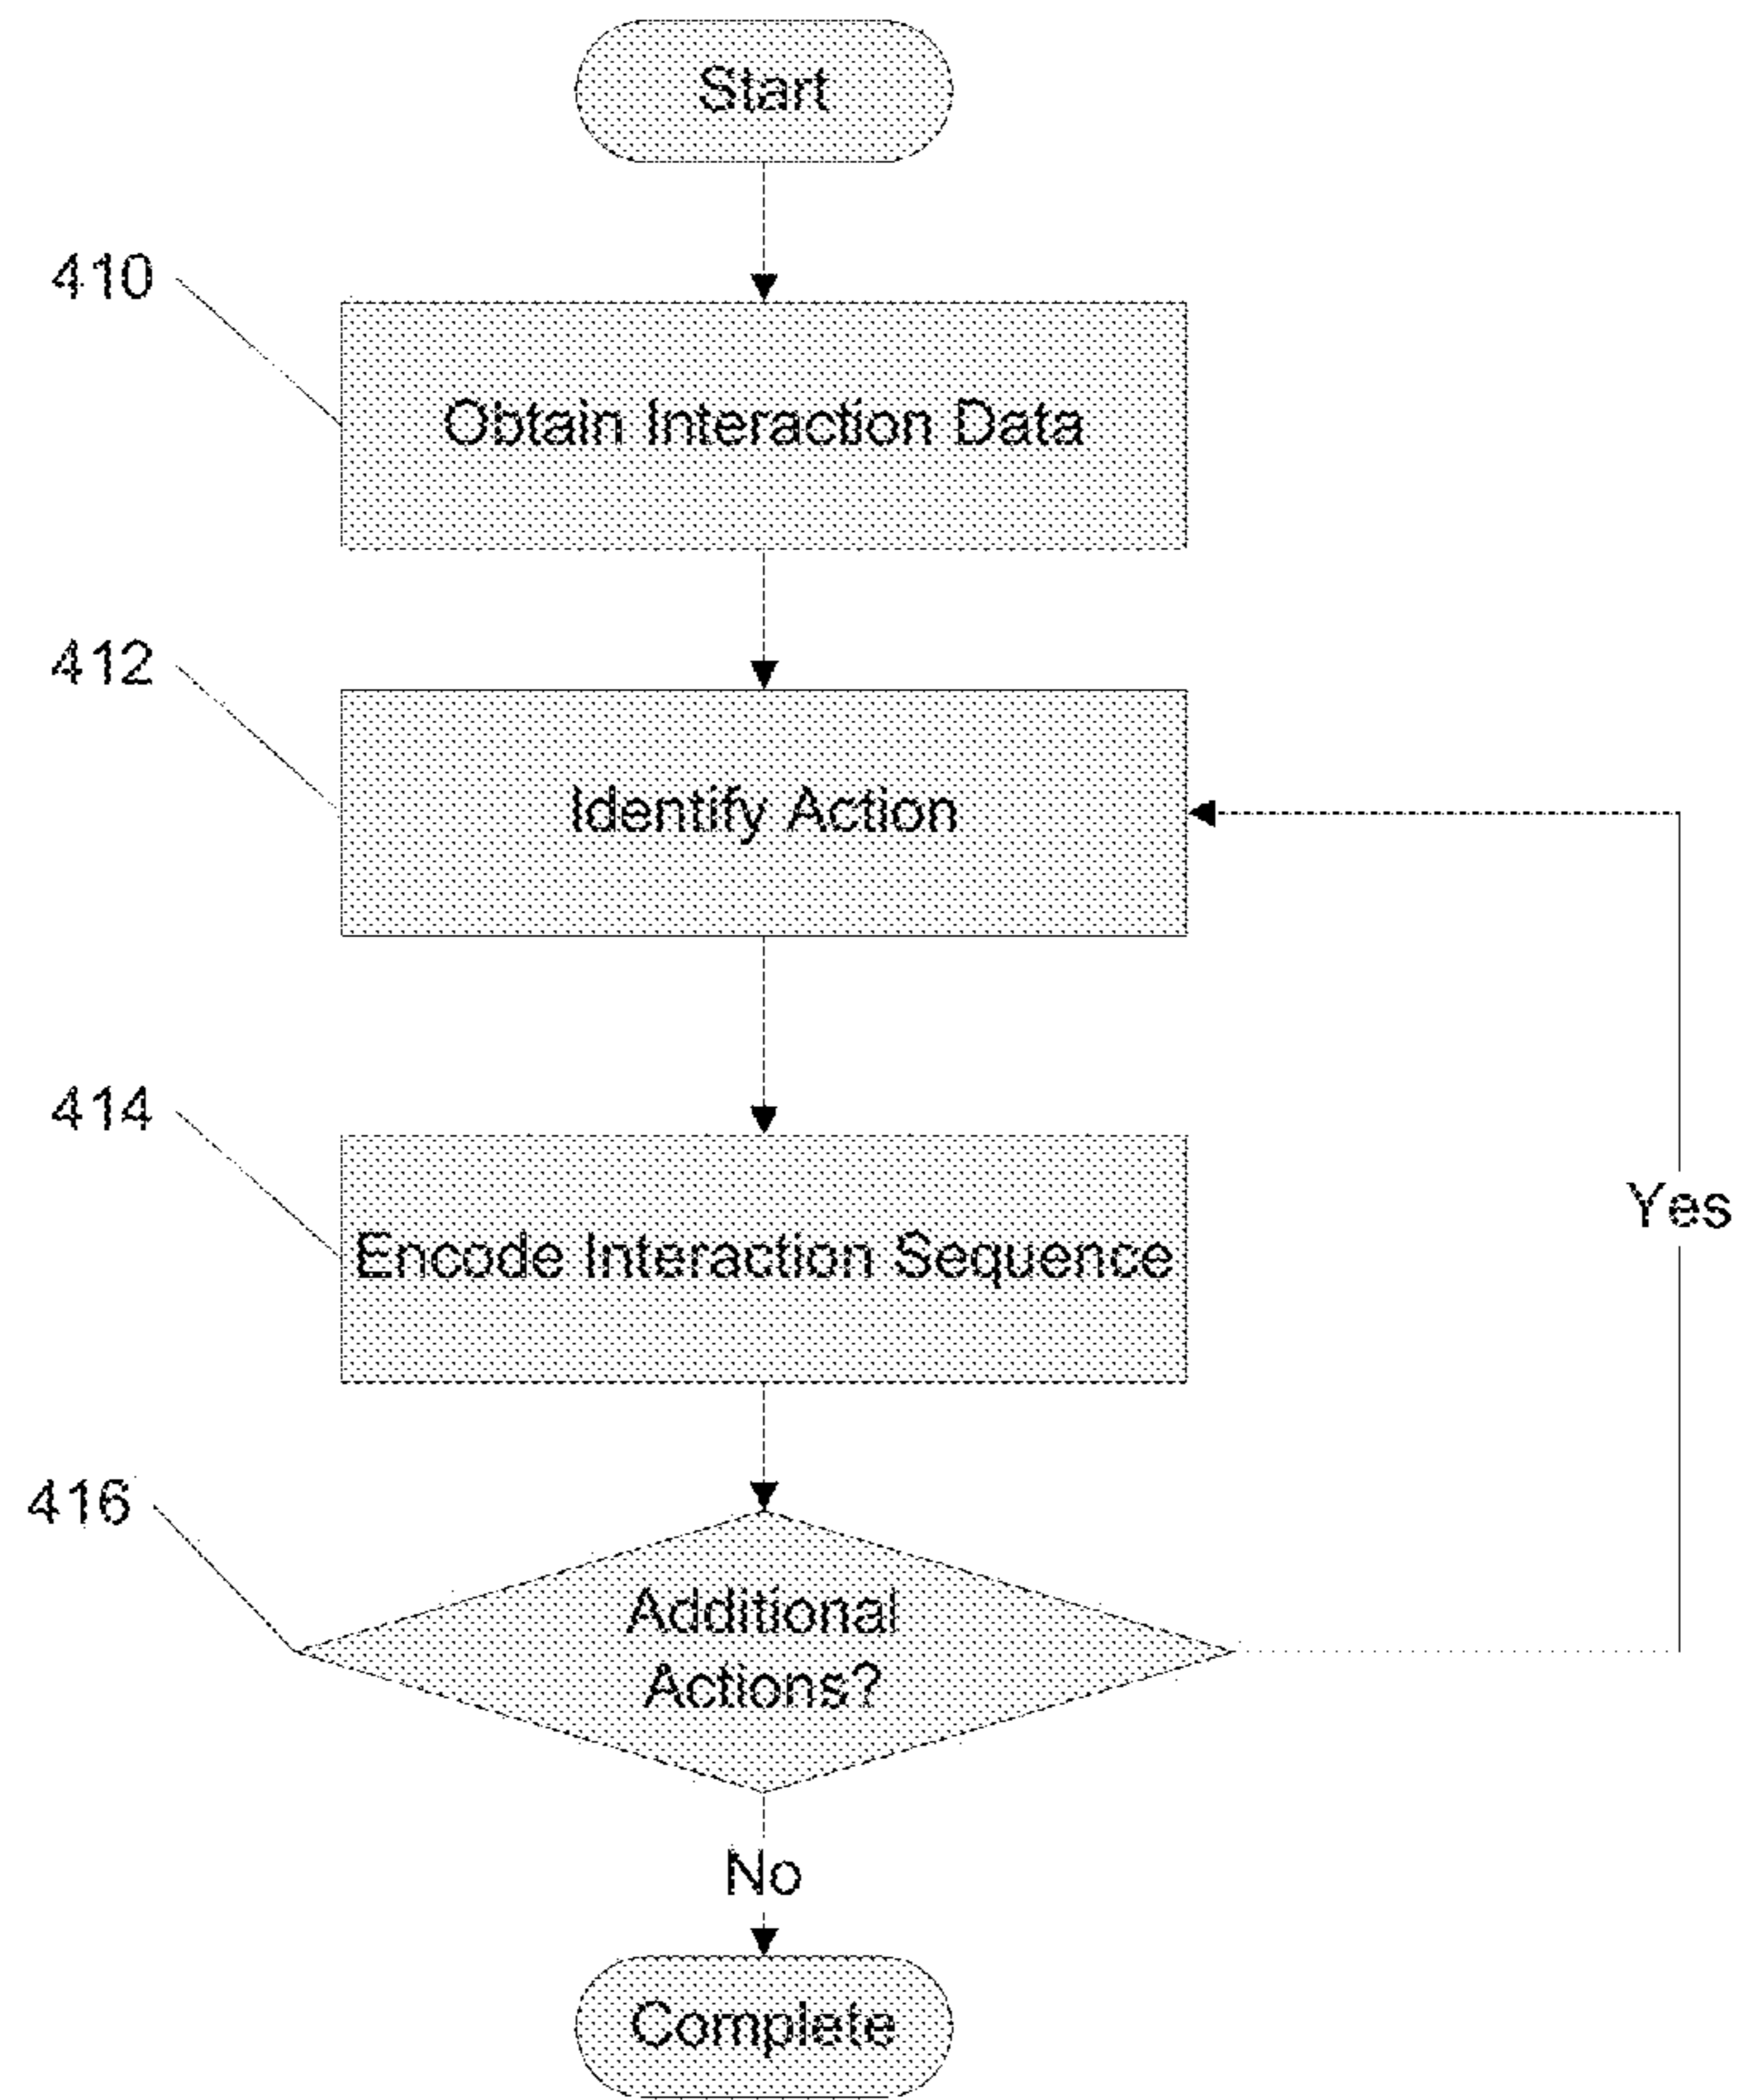 Start
410
Obtain Interaction Data
412
Identify Action
414
Encode Interaction Sequence
Yes
416
Additional
Actions?
No
Complete